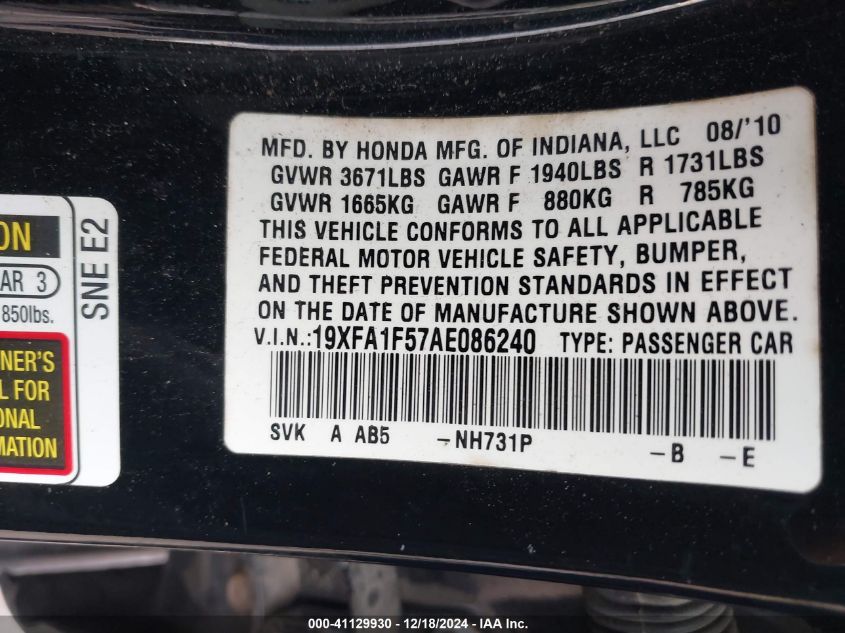 MFD. BY HONDA MFG. OF INDIANA, LLC 08/'10
GVWR 3671LBS GAWR F 1940LBS R 1731LBS
GVWR 1665KG GAWR F 880KG R 785KG
THIS VEHICLE CONFORMS TO ALL APPLICABLE
FEDERAL MOTOR VEHICLE SAFETY, BUMPER,
AND THEFT PREVENTION STANDARDS IN EFFECT
ON THE DATE OF MANUFACTURE SHOWN ABOVE.
V.I.N.:19XFA1F57AE086240 TYPE: PASSENGER CAR
SVK A AB5 -NH731P -B -E
ON
AR 3
850lbs.
NER'S
L FOR
ONAL
MATION
SNE E2
000-41129930 - 12/18/2024 - IAA Inc.